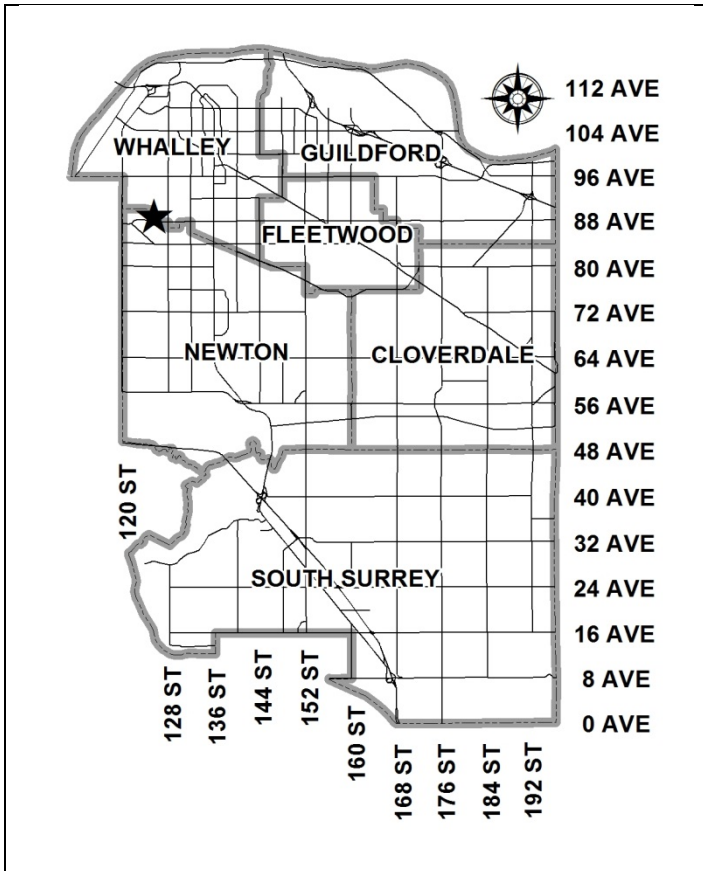 112 AVE
104 AVE
WHALLEY
GUILDFORD
96 AVE
88 AVE
FLEETWOOD
80 AVE
72 AVE
NEWTON
CLOVERDALE
64 AVE
56 AVE
48 AVE
120 ST
40 AVE
32 AVE
SOUTH SURREY
24 AVE
16 AVE
8 AVE
0 AVE
128 ST
136 ST
144 ST
152 ST
160 ST
168 ST
176 ST
184 ST
192 ST